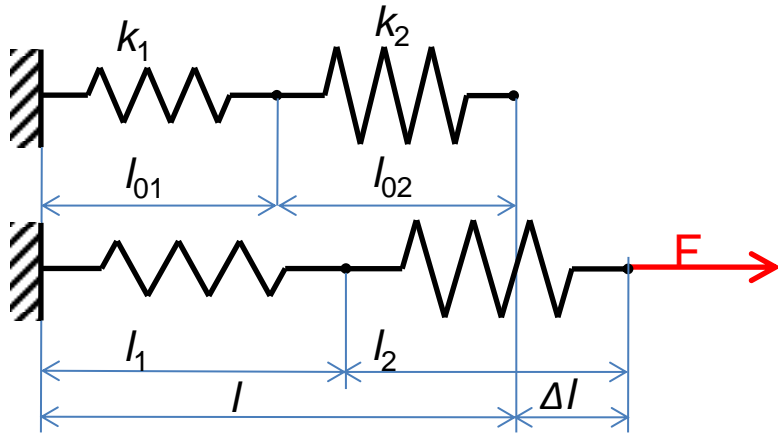 k₁ k₂
l₀₁ l₀₂
F
l₁ l₂
l Δl